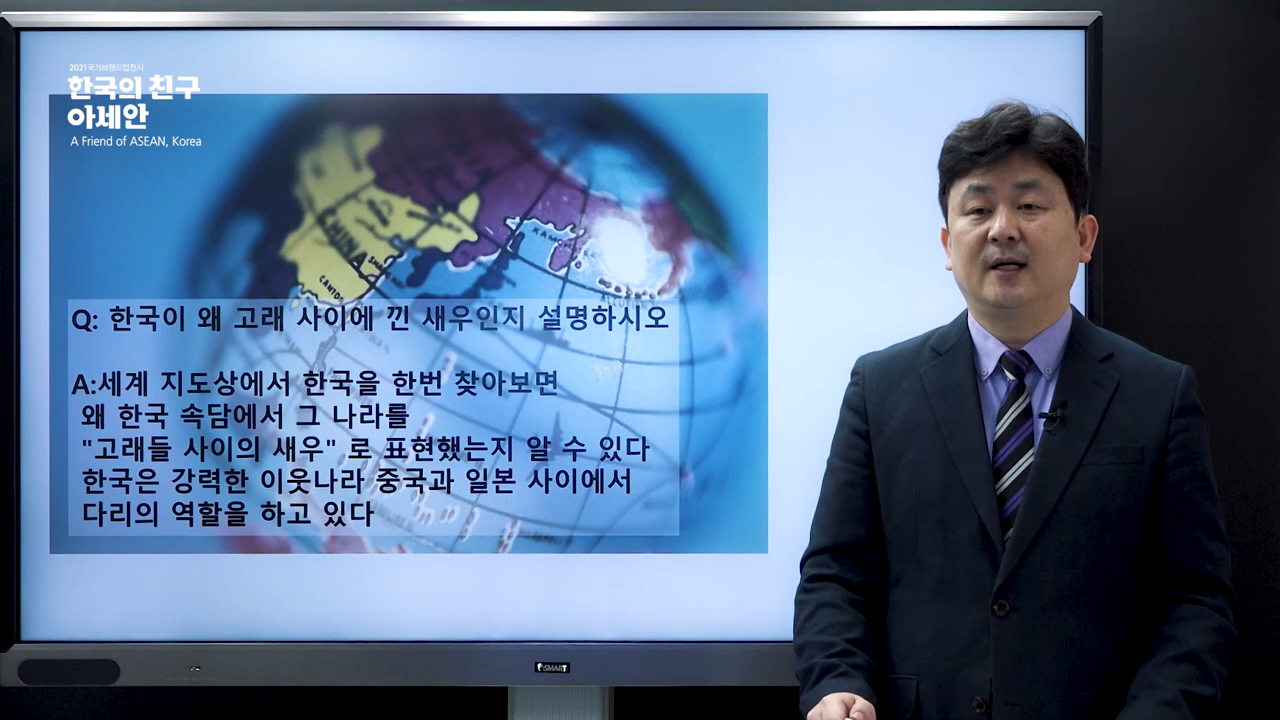 2021 국가브랜드업전시
한국의 친구
아세안
A Friend of ASEAN, Korea
CHINA
CANTON
Q: 한국이 왜 고래 사이에 낀 새우인지 설명하시오
A:세계 지도상에서 한국을 한번 찾아보면
왜 한국 속담에서 그 나라를
"고래들 사이의 새우" 로 표현했는지 알 수 있다
한국은 강력한 이웃나라 중국과 일본 사이에서
다리의 역할을 하고 있다
SMART